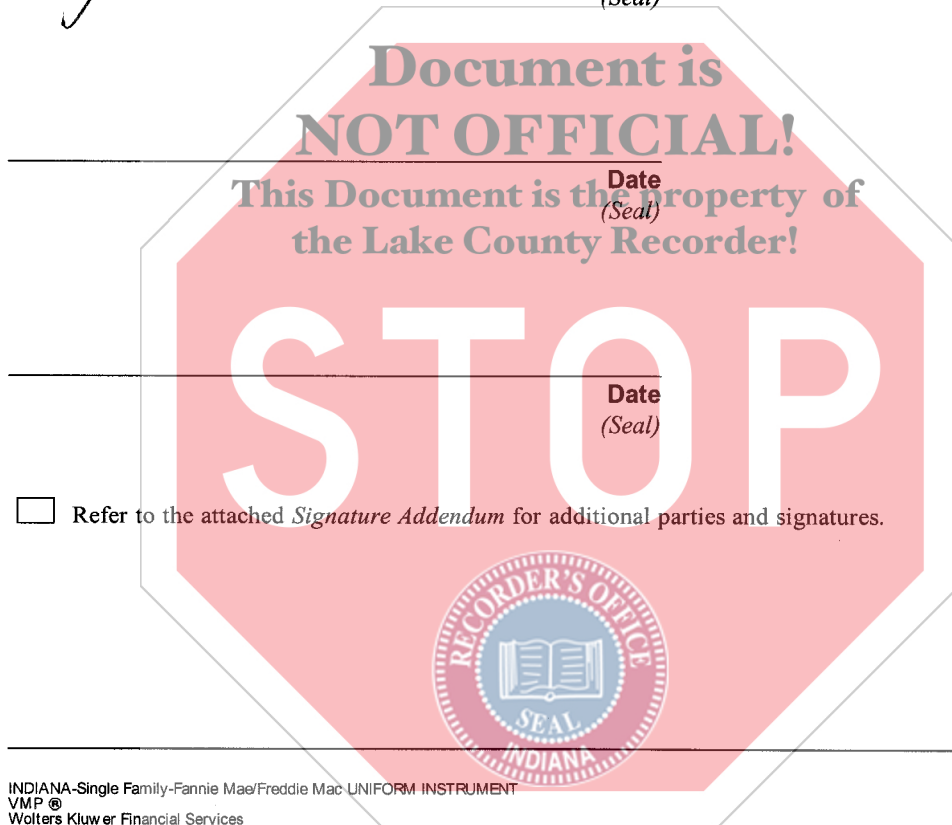 (Seal)
Document is
NOT OFFICIAL!
Date
This Document is the property of
(Seal)
the Lake County Recorder!
STOP
Date
(Seal)
Refer to the attached Signature Addendum for additional parties and signatures.
RECORDER'S OFFICE
SEAL
INDIANA
INDIANA-Single Family-Fannie Mae/Freddie Mac UNIFORM INSTRUMENT
VMP ®
Wolters Kluwer Financial Services